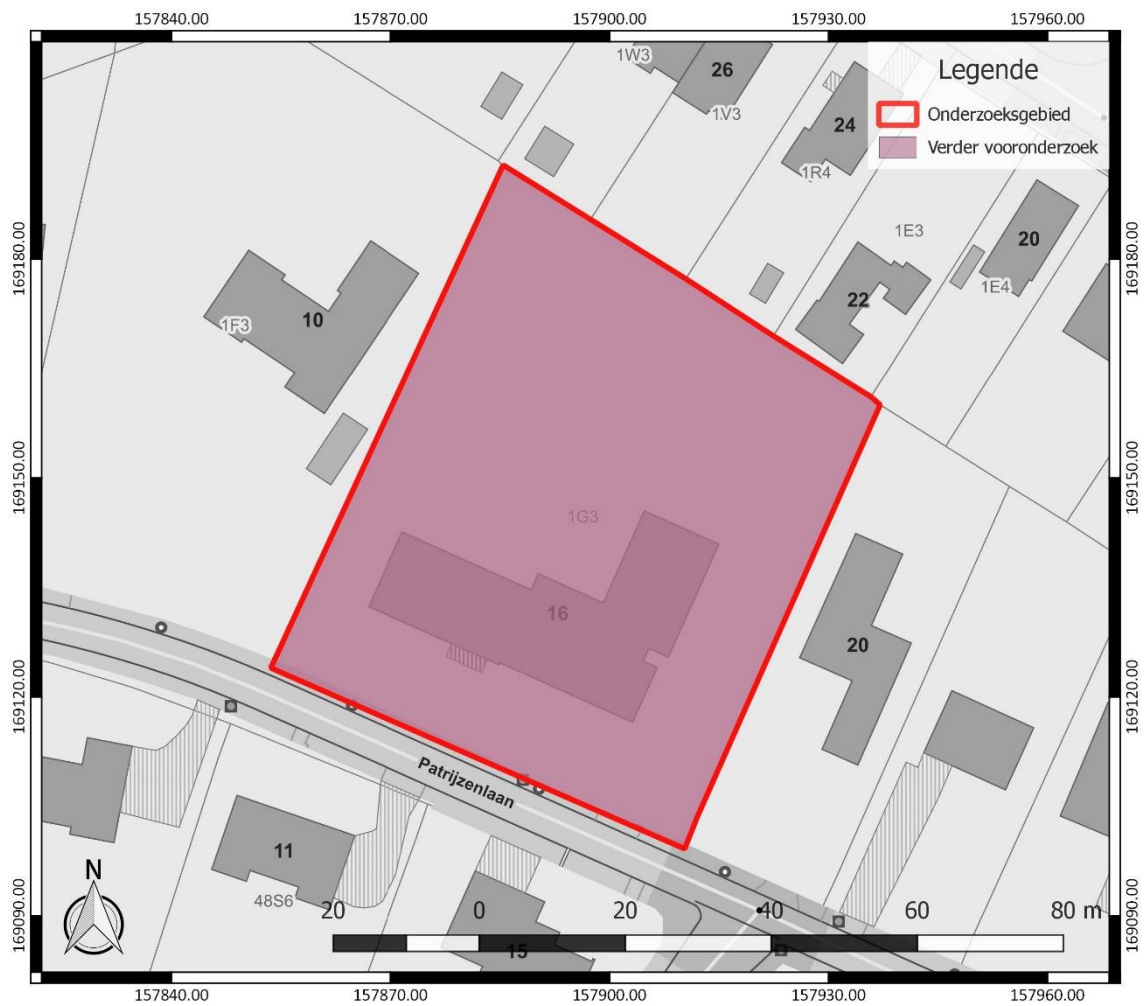 157840.00 157870.00 157900.00 157930.00 157960.00
1W3
26
1V3
Legende
Onderzoeksgebied
Verder vooronderzoek
24
1R4
169180.00
169180.00
1E3
20
1E4
22
1F3
10
169150.00
169150.00
1G3
16
20
169120.00
169120.00
Patrijzenlaan
11
48S6
N
169090.00
169090.00
20 0 20 40 60 80 m
15
157840.00 157870.00 157900.00 157930.00 157960.00